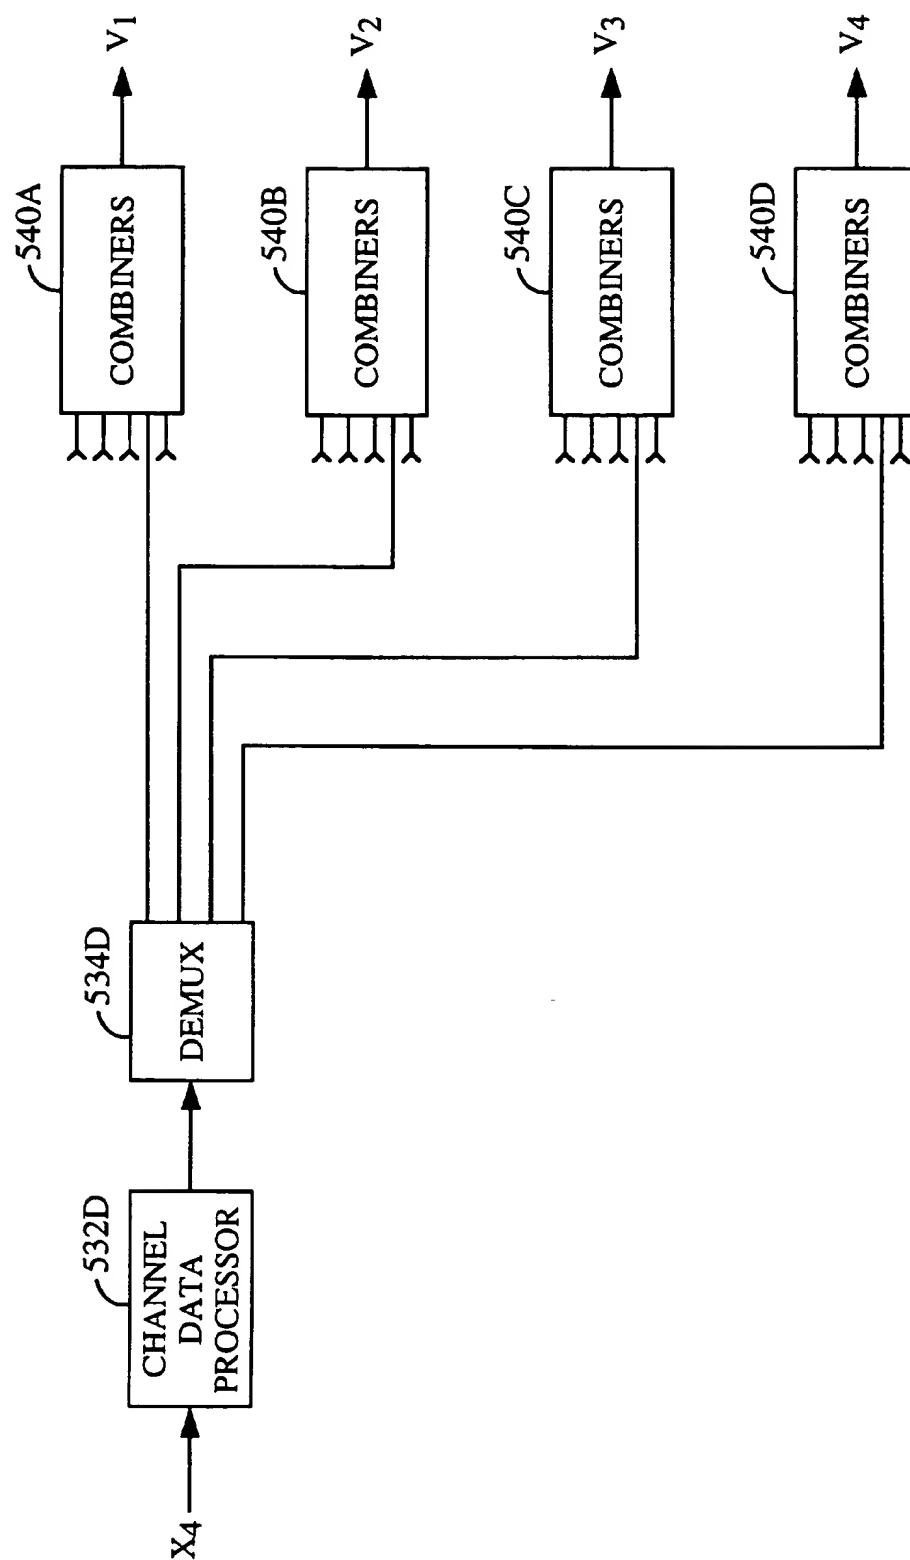 X4
CHANNEL
DATA
PROCESSOR
532D
DEMUX
534D
COMBINERS
540A
V1
COMBINERS
540B
V2
COMBINERS
540C
V3
COMBINERS
540D
V4